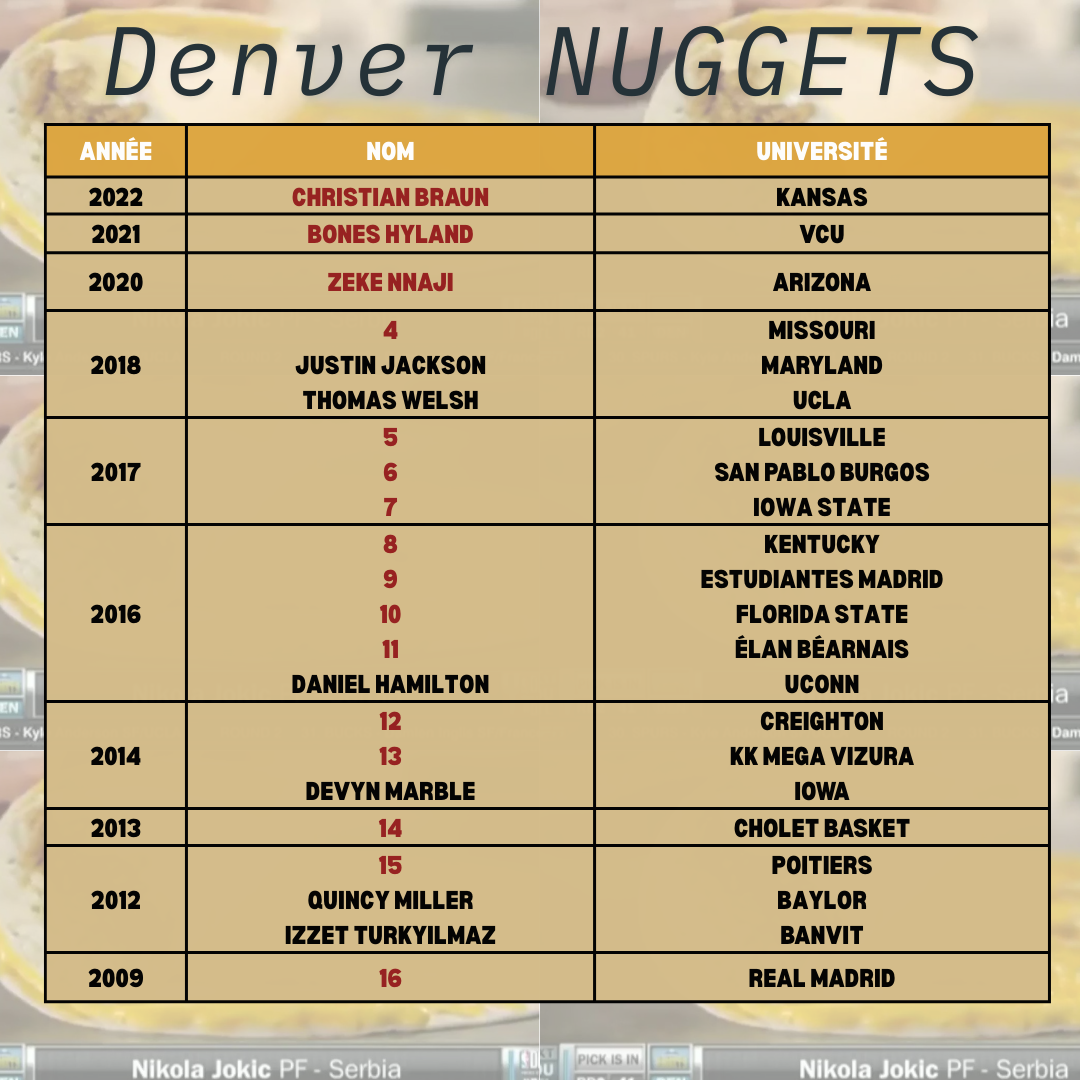 Denver NUGGETS
ANNÉE NOM UNIVERSITÉ
2022 CHRISTIAN BRAUN KANSAS
2021 BONES HYLAND VCU
2020 ZEKE NNAJI ARIZONA
4 MISSOURI
2018 JUSTIN JACKSON MARYLAND
THOMAS WELSH UCLA
5 LOUISVILLE
2017 6 SAN PABLO BURGOS
7 IOWA STATE
8 KENTUCKY
9 ESTUDIANTES MADRID
2016 10 FLORIDA STATE
11 ÉLAN BÉARNAIS
DANIEL HAMILTON UCONN
12 CREIGHTON
2014 13 KK MEGA VIZURA
DEVYN MARBLE IOWA
2013 14 CHOLET BASKET
15 POITIERS
2012 QUINCY MILLER BAYLOR
IZZET TURKYILMAZ BANVIT
2009 16 REAL MADRID
Nikola Jokic PF - Serbia PICK IS IN Nikola Jokic PF - Serbia